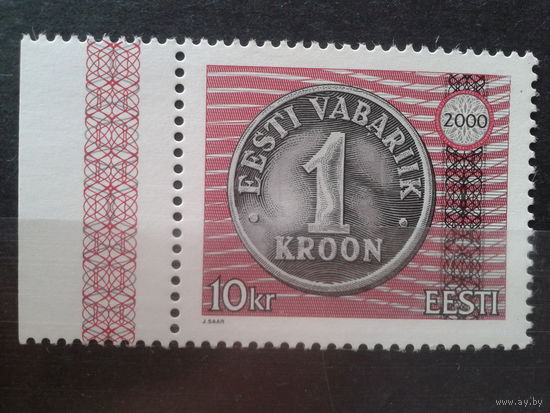 2000
EESTI VABARIIK
1
KROON
10kr
EESTI
J.SAAR
© www.ay.by